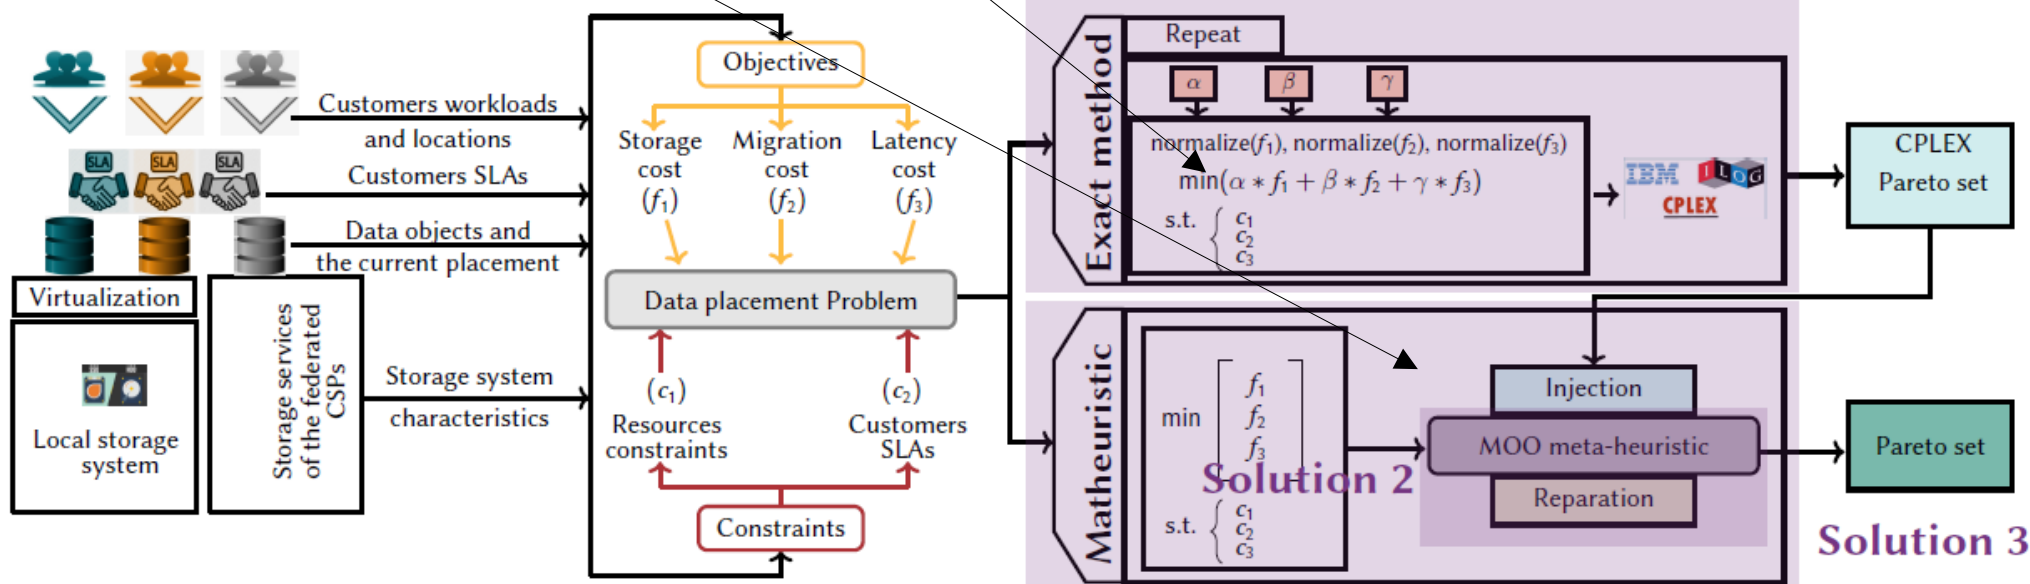 Customers workloads
and locations
SLA
SLA
SLA
Customers SLAs
Data objects and
the current placement
Virtualization
Local storage
system
Storage services
of the federated
CSPs
Storage system
characteristics
Objectives
Storage
cost
(f₁)
Migration
cost
(f₂)
Latency
cost
(f₃)
Data placement Problem
(c₁)
Resources
constraints
(c₂)
Customers
SLAs
Constraints
Exact method
Repeat
α
β
γ
normalize(f₁), normalize(f₂), normalize(f₃)
min(α ∗ f₁ + β ∗ f₂ + γ ∗ f₃)
s.t. { c₁
c₂
c₃
IBM ILOG
CPLEX
CPLEX
Pareto set
Matheuristic
min
f₁
f₂
f₃
s.t. { c₁
c₂
c₃
Solution 2
Injection
MOO meta-heuristic
Reparation
Pareto set
Solution 3